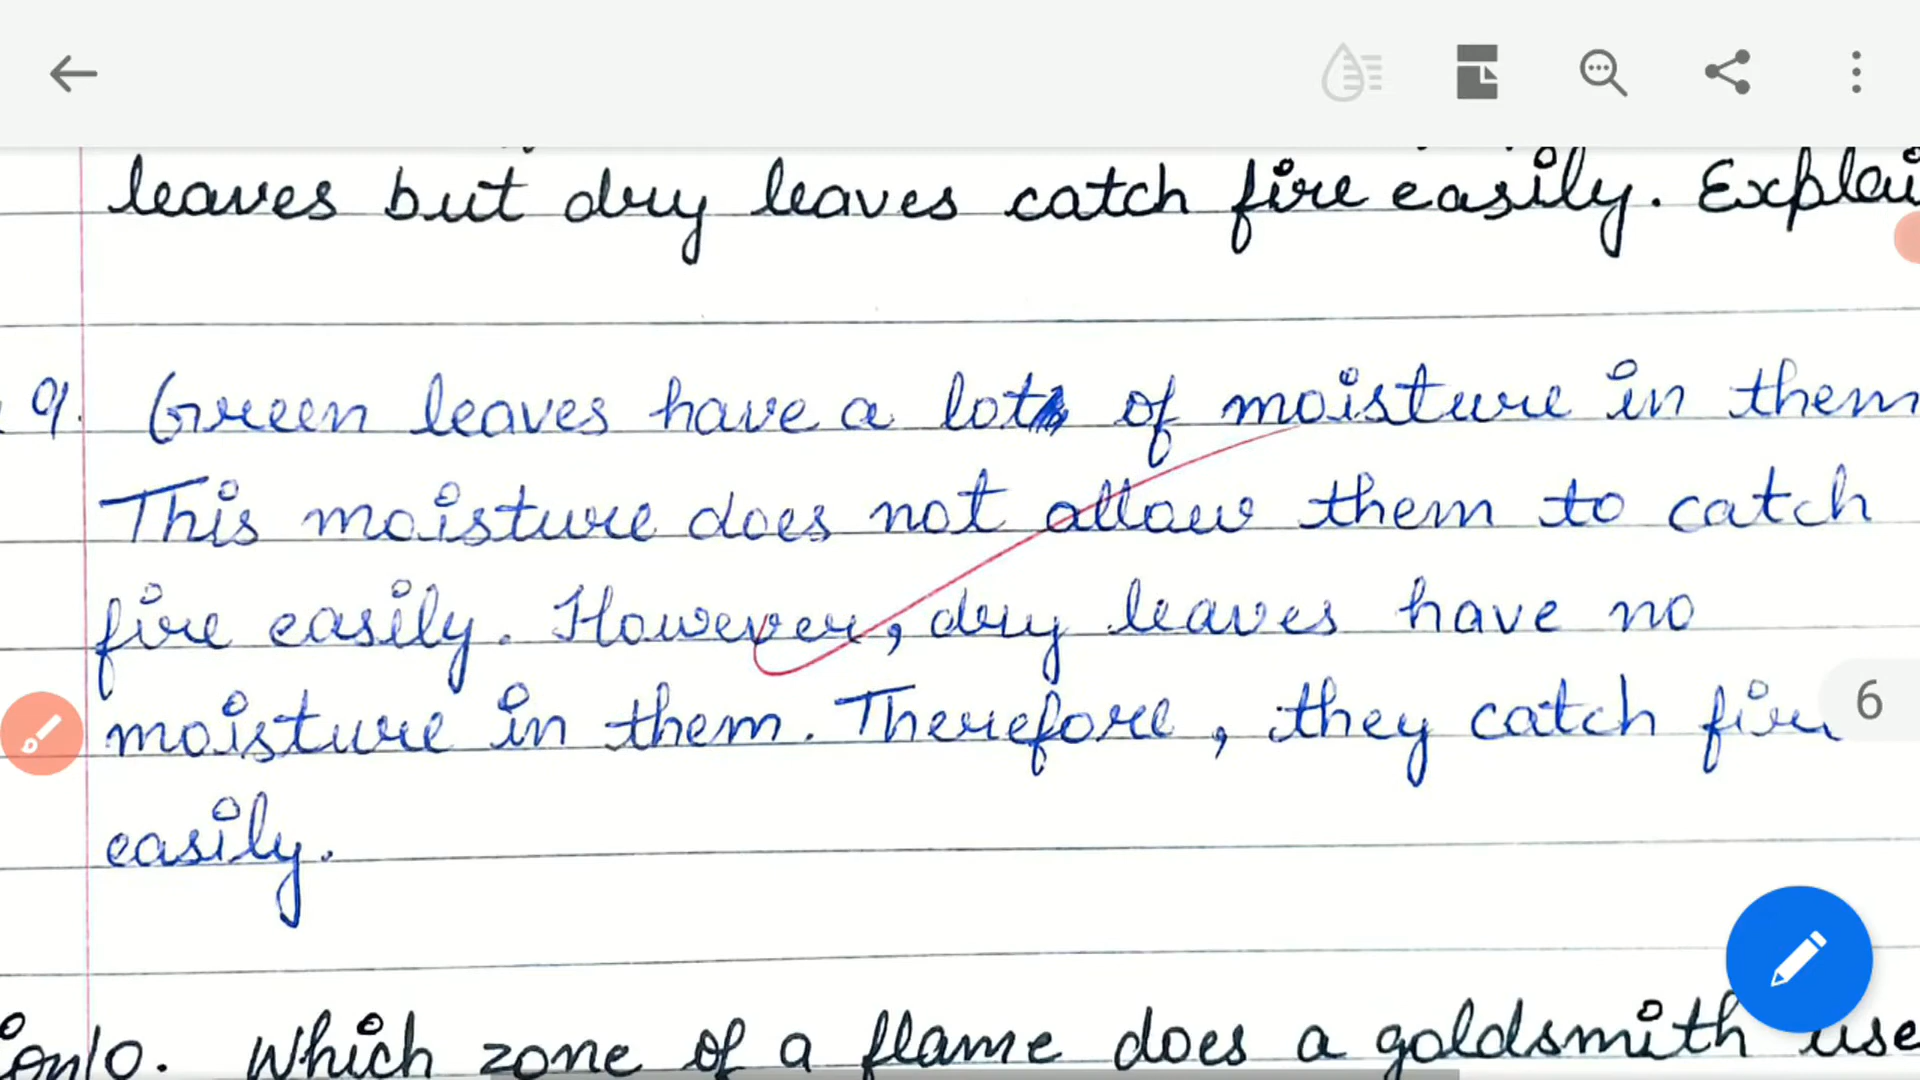 leaves but dry leaves catch fire easily. Explai
9. Green leaves have a lot of moisture in them
This moisture does not allow them to catch
fire easily. However, dry leaves have no
moisture in them. Therefore, they catch fire
6
easily.
ion10. Which zone of a flame does a goldsmith use